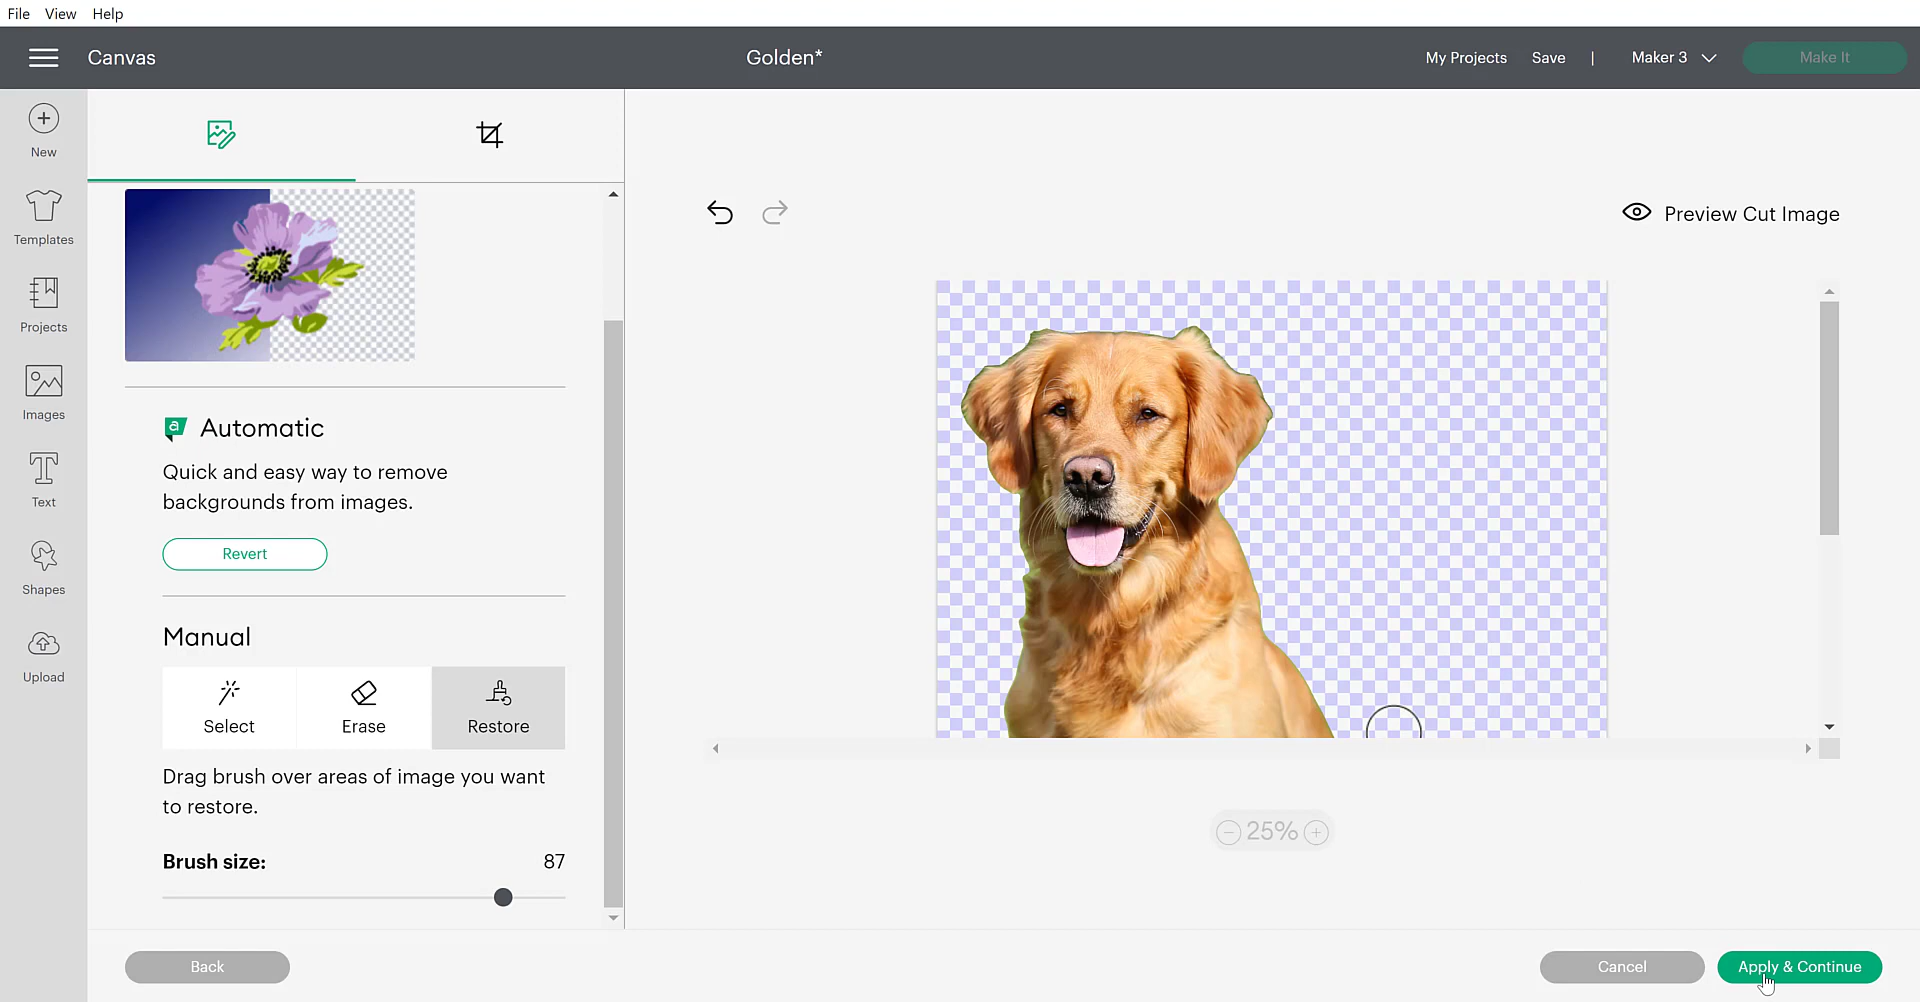 File View Help
Canvas
Golden*
My Projects Save | Maker 3 Make It
New
Templates
Projects
Images
Text
Shapes
Upload
Preview Cut Image
a Automatic
Quick and easy way to remove
backgrounds from images.
Revert
Manual
Select Erase Restore
Drag brush over areas of image you want
to restore.
Brush size: 87
25%
Back
Cancel Apply & Continue